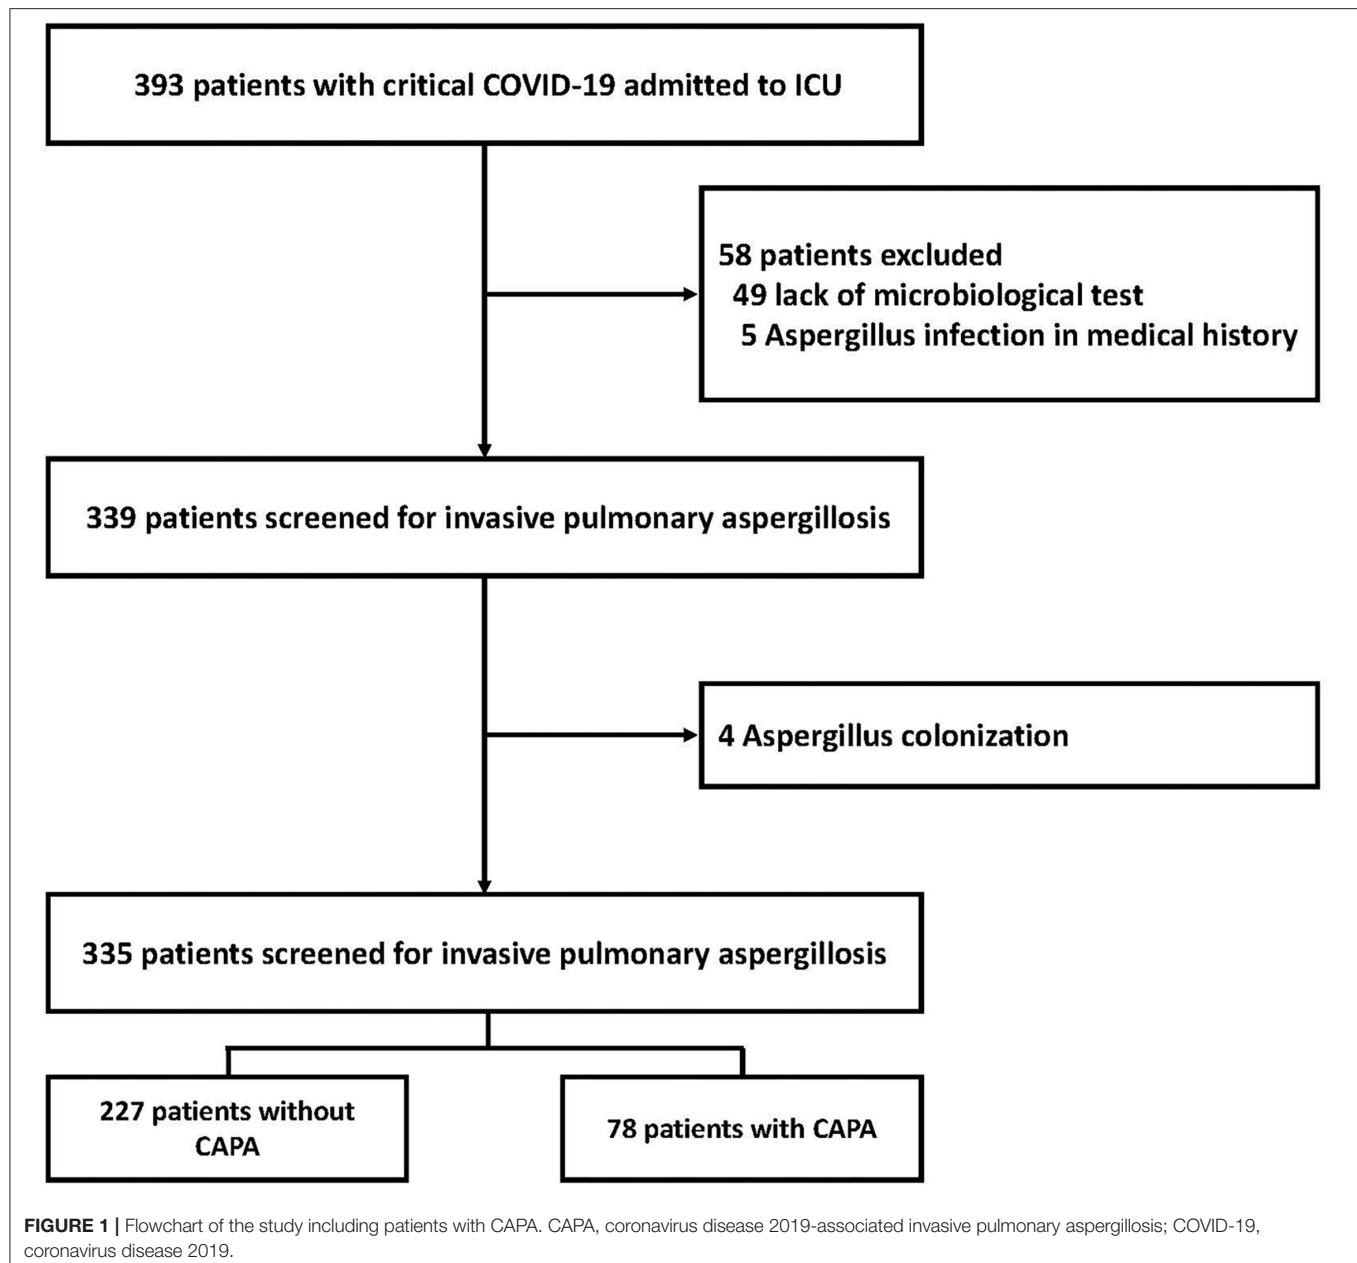 393 patients with critical COVID-19 admitted to ICU
58 patients excluded
49 lack of microbiological test
5 Aspergillus infection in medical history
339 patients screened for invasive pulmonary aspergillosis
4 Aspergillus colonization
335 patients screened for invasive pulmonary aspergillosis
227 patients without
CAPA
78 patients with CAPA
FIGURE 1 | Flowchart of the study including patients with CAPA. CAPA, coronavirus disease 2019-associated invasive pulmonary aspergillosis; COVID-19,
coronavirus disease 2019.